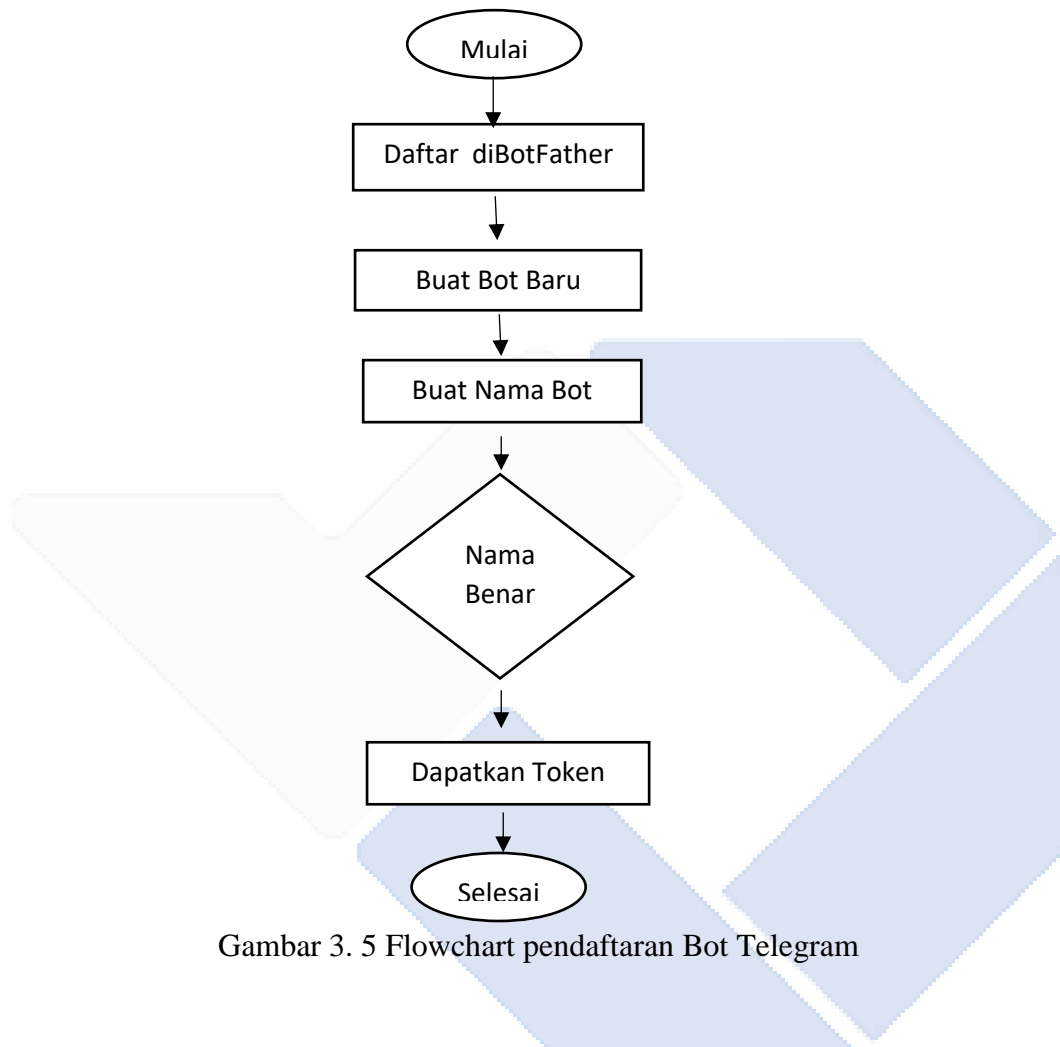 Mulai
Daftar diBotFather
Buat Bot Baru
Buat Nama Bot
Nama
Benar
Dapatkan Token
Selesai
Gambar 3. 5 Flowchart pendaftaran Bot Telegram